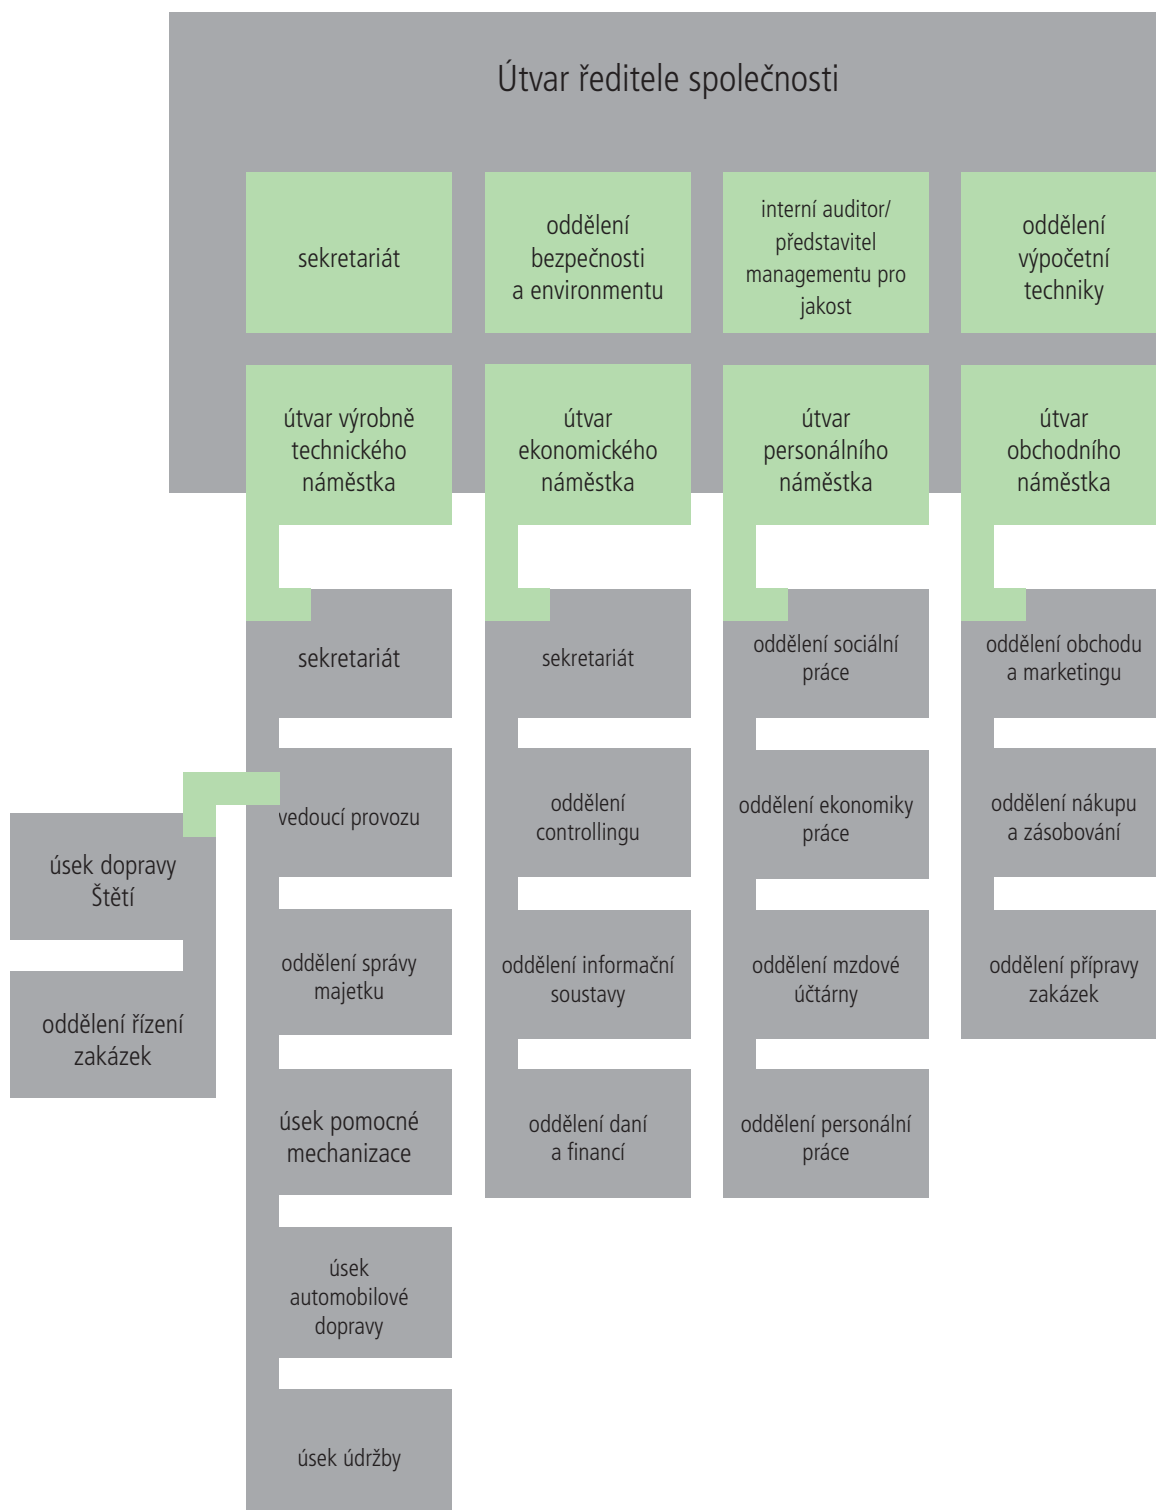 Útvar ředitele společnosti
sekretariát
oddělení
bezpečnosti
a environmentu
interní auditor/
představitel
managementu pro
jakost
oddělení
výpočetní
techniky
útvar výrobně
technického
náměstka
útvar
ekonomického
náměstka
útvar
personálního
náměstka
útvar
obchodního
náměstka
sekretariát
sekretariát
oddělení sociální
práce
oddělení obchodu
a marketingu
vedoucí provozu
oddělení
controllingu
oddělení ekonomiky
práce
oddělení nákupu
a zásobování
úsek dopravy
Štětí
oddělení správy
majetku
oddělení informační
soustavy
oddělení mzdové
účtárny
oddělení přípravy
zakázek
oddělení řízení
zakázek
úsek pomocné
mechanizace
oddělení daní
a financí
oddělení personální
práce
úsek
automobilové
dopravy
úsek údržby